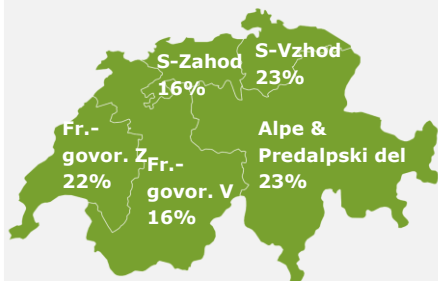 S-Zahod
16%
S-Vzhod
23%
Fr.-
govor. Z
22%
Fr.-
govor. V
16%
Alpe &
Predalpski del
23%